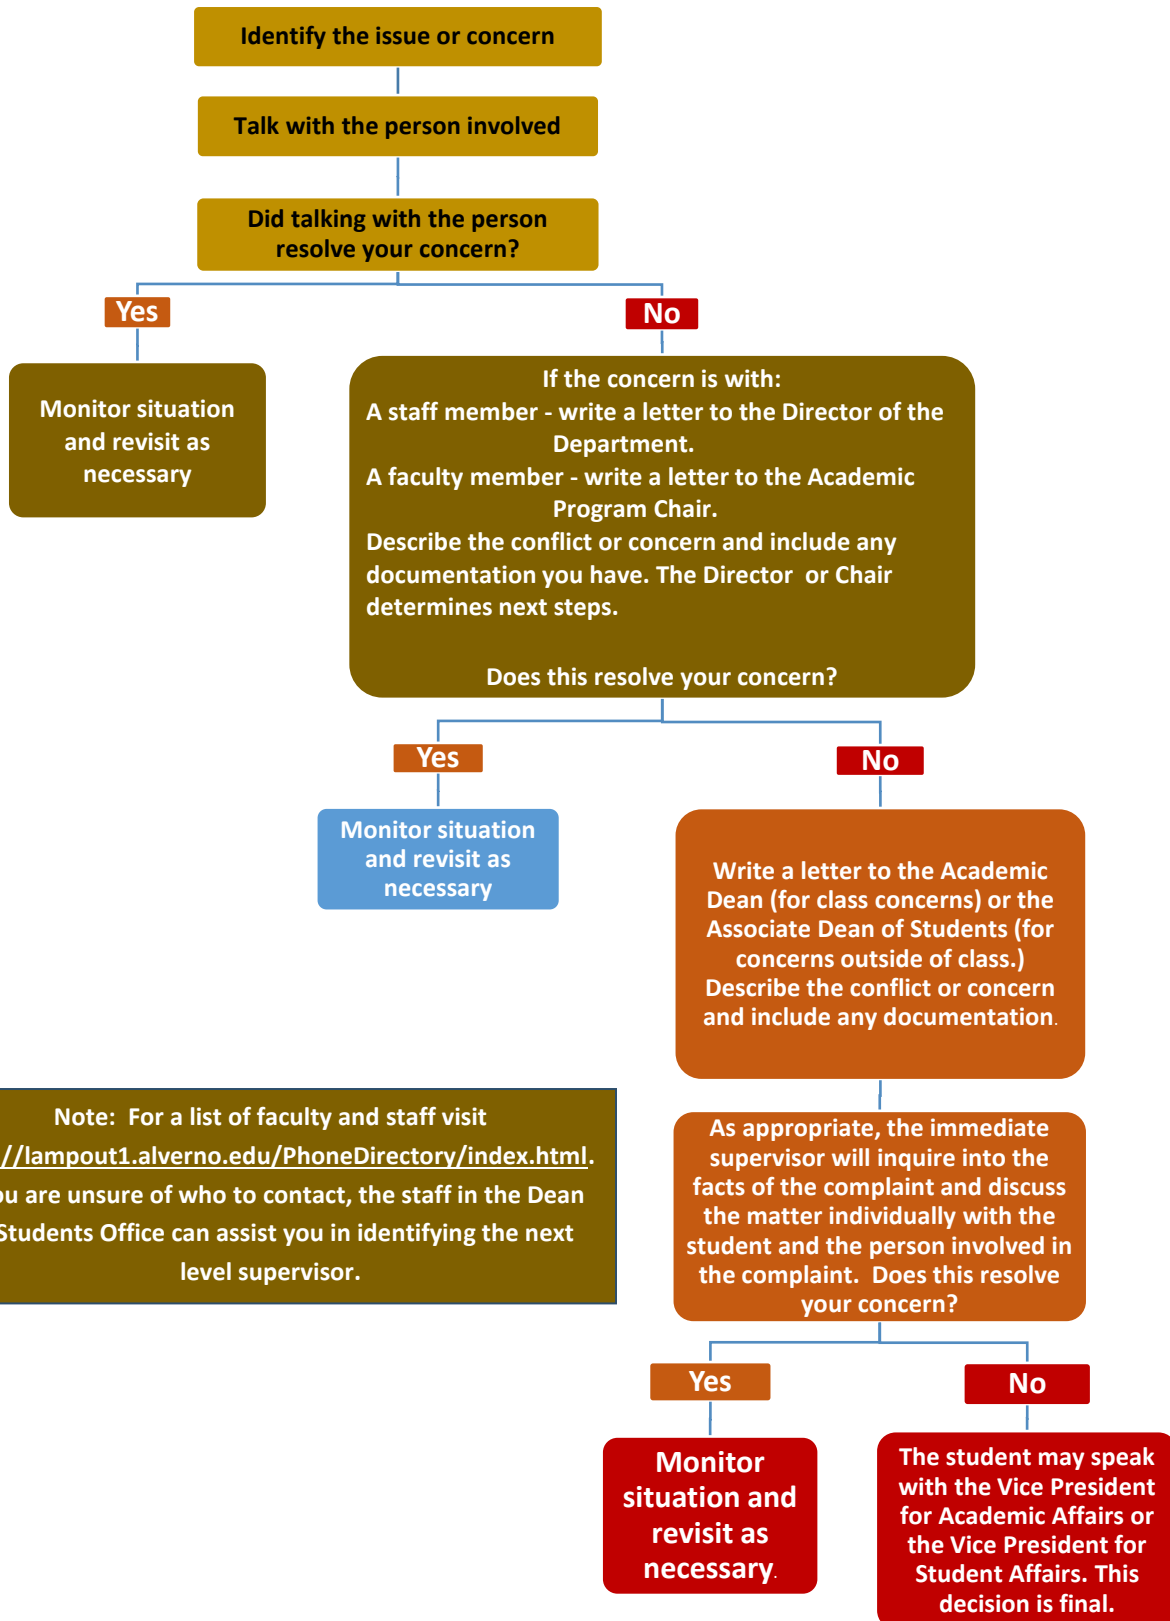 Identify the issue or concern
Talk with the person involved
Did talking with the person
resolve your concern?
Yes
No
Monitor situation
and revisit as
necessary
If the concern is with:
A staff member - write a letter to the Director of the
Department.
A faculty member - write a letter to the Academic
Program Chair.
Describe the conflict or concern and include any
documentation you have. The Director  or Chair
determines next steps.
Does this resolve your concern?
Yes
No
Monitor situation
and revisit as
necessary
Write a letter to the Academic
Dean (for class concerns) or the
Associate Dean of Students (for
concerns outside of class.)
Describe the conflict or concern
and include any documentation.
Note:  For a list of faculty and staff visit
//lampout1.alverno.edu/PhoneDirectory/index.html.
are unsure of who to contact, the staff in the Dean
Students Office can assist you in identifying the next
level supervisor.
As appropriate, the immediate
supervisor will inquire into the
facts of the complaint and discuss
the matter individually with the
student and the person involved in
the complaint.  Does this resolve
your concern?
Yes
No
Monitor
situation and
revisit as
necessary.
The student may speak
with the Vice President
for Academic Affairs or
the Vice President for
Student Affairs. This
decision is final.